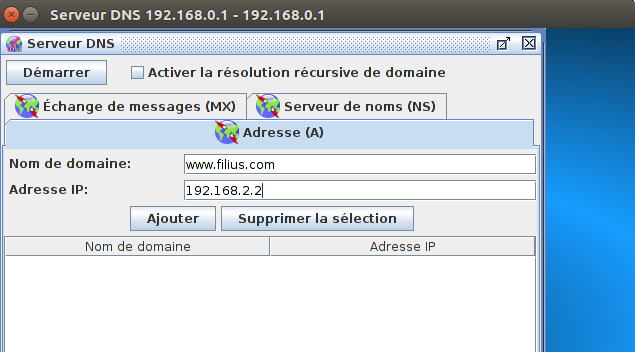 Serveur DNS 192.168.0.1 - 192.168.0.1
Serveur DNS
Démarrer Activer la résolution récursive de domaine
Échange de messages (MX) Serveur de noms (NS)
Adresse (A)
Nom de domaine: www.filius.com
Adresse IP: 192.168.2.2
Ajouter Supprimer la sélection
Nom de domaine Adresse IP